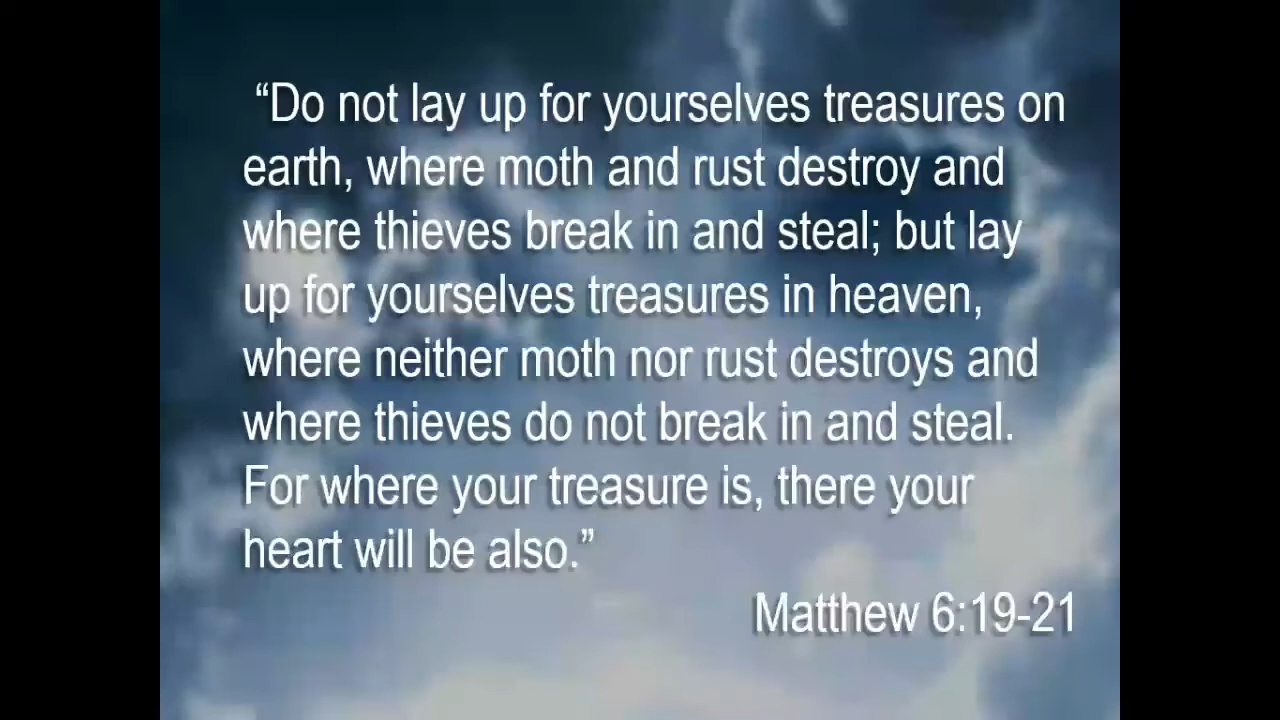 “Do not lay up for yourselves treasures on
earth, where moth and rust destroy and
where thieves break in and steal; but lay
up for yourselves treasures in heaven,
where neither moth nor rust destroys and
where thieves do not break in and steal.
For where your treasure is, there your
heart will be also.”
Matthew 6:19-21